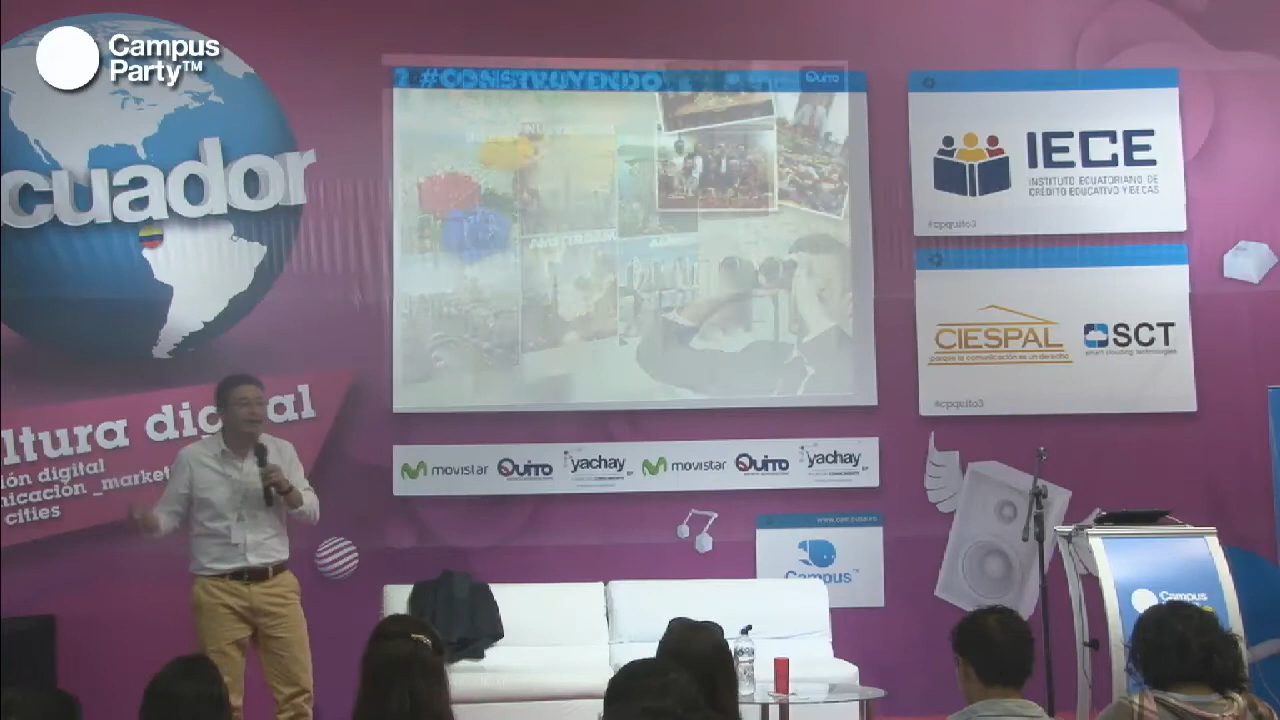 Campus
Party™
cuador
ltura digital
ión digital
nicación _market
cities
#CONSTRUYENDO
Quito
IECE
INSTITUTO ECUATORIANO DE
CRÉDITO EDUCATIVO Y BECAS
#cpquito3
CIESPAL
porque la comunicación es un derecho
SCT
smart clouding technologies
#cpquito3
movistar Quito yachay movistar Quito yachay
Campus™
Campus